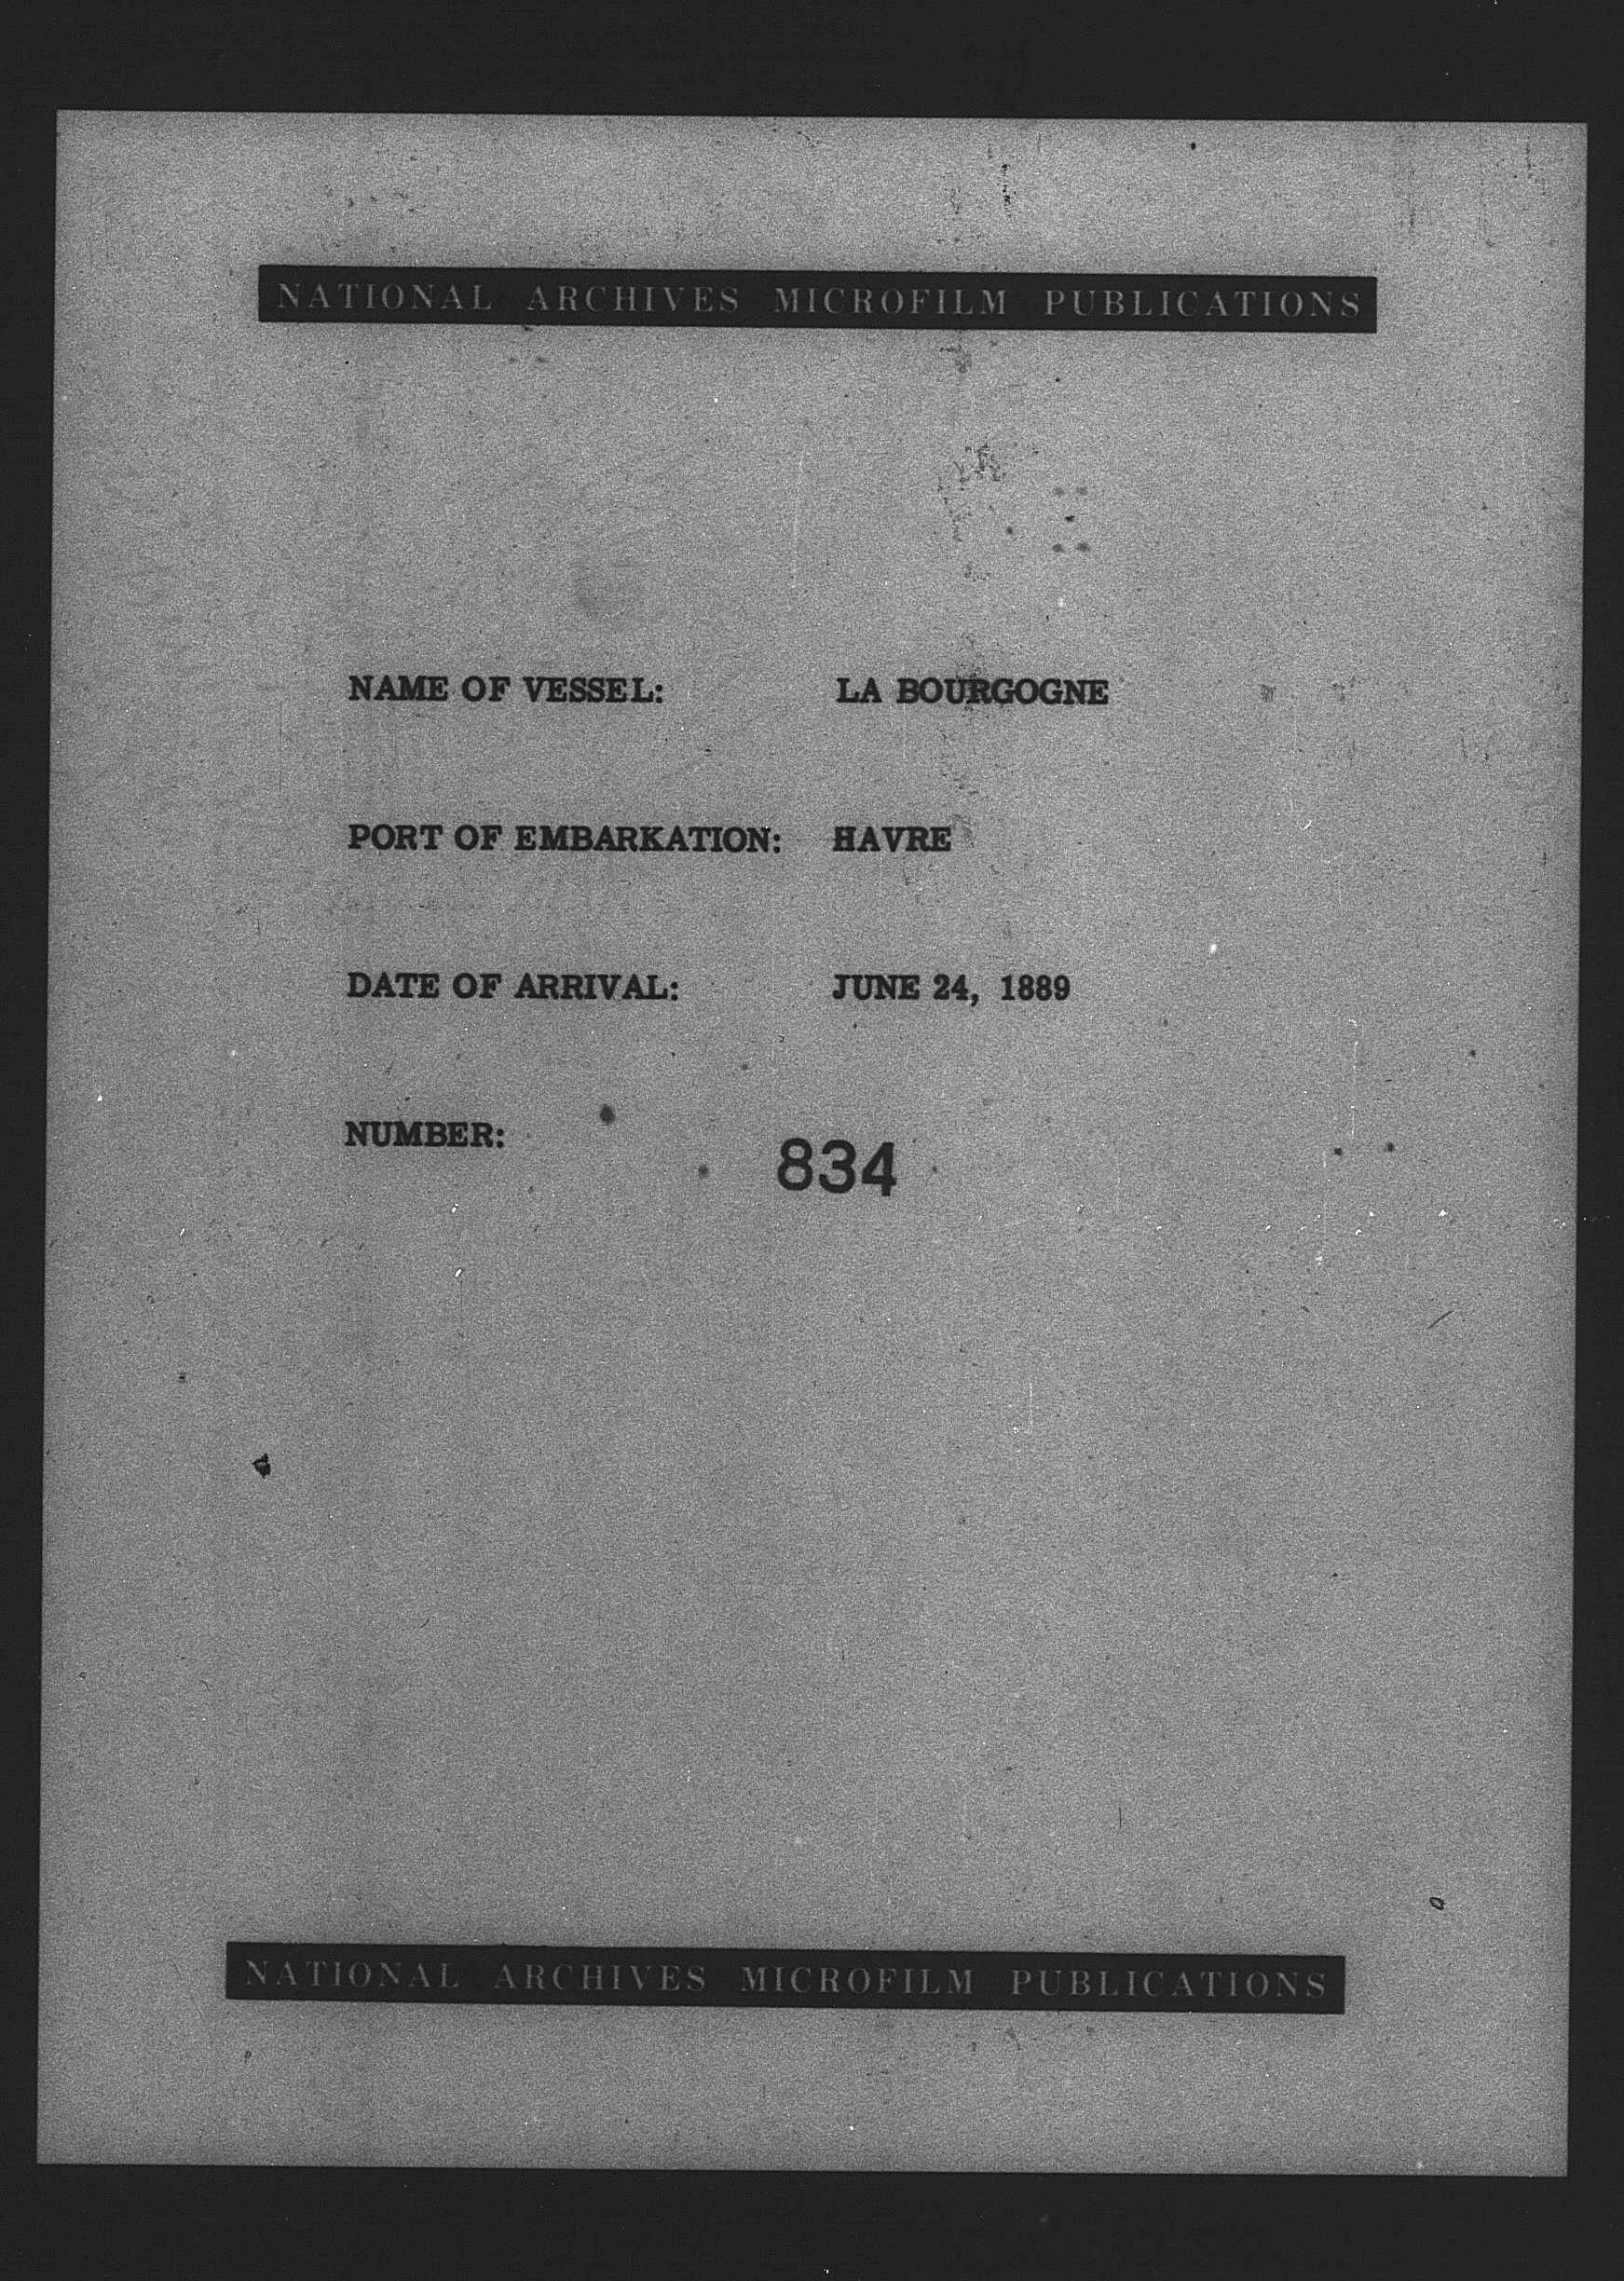 NATIONAL ARCHIVES MICROFILM PUBLICATIONS
NAME OF VESSEL: LA BOURGOGNE
PORT OF EMBARKATION: HAVRE
DATE OF ARRIVAL: JUNE 24, 1889
NUMBER: 834
NATIONAL ARCHIVES MICROFILM PUBLICATIONS